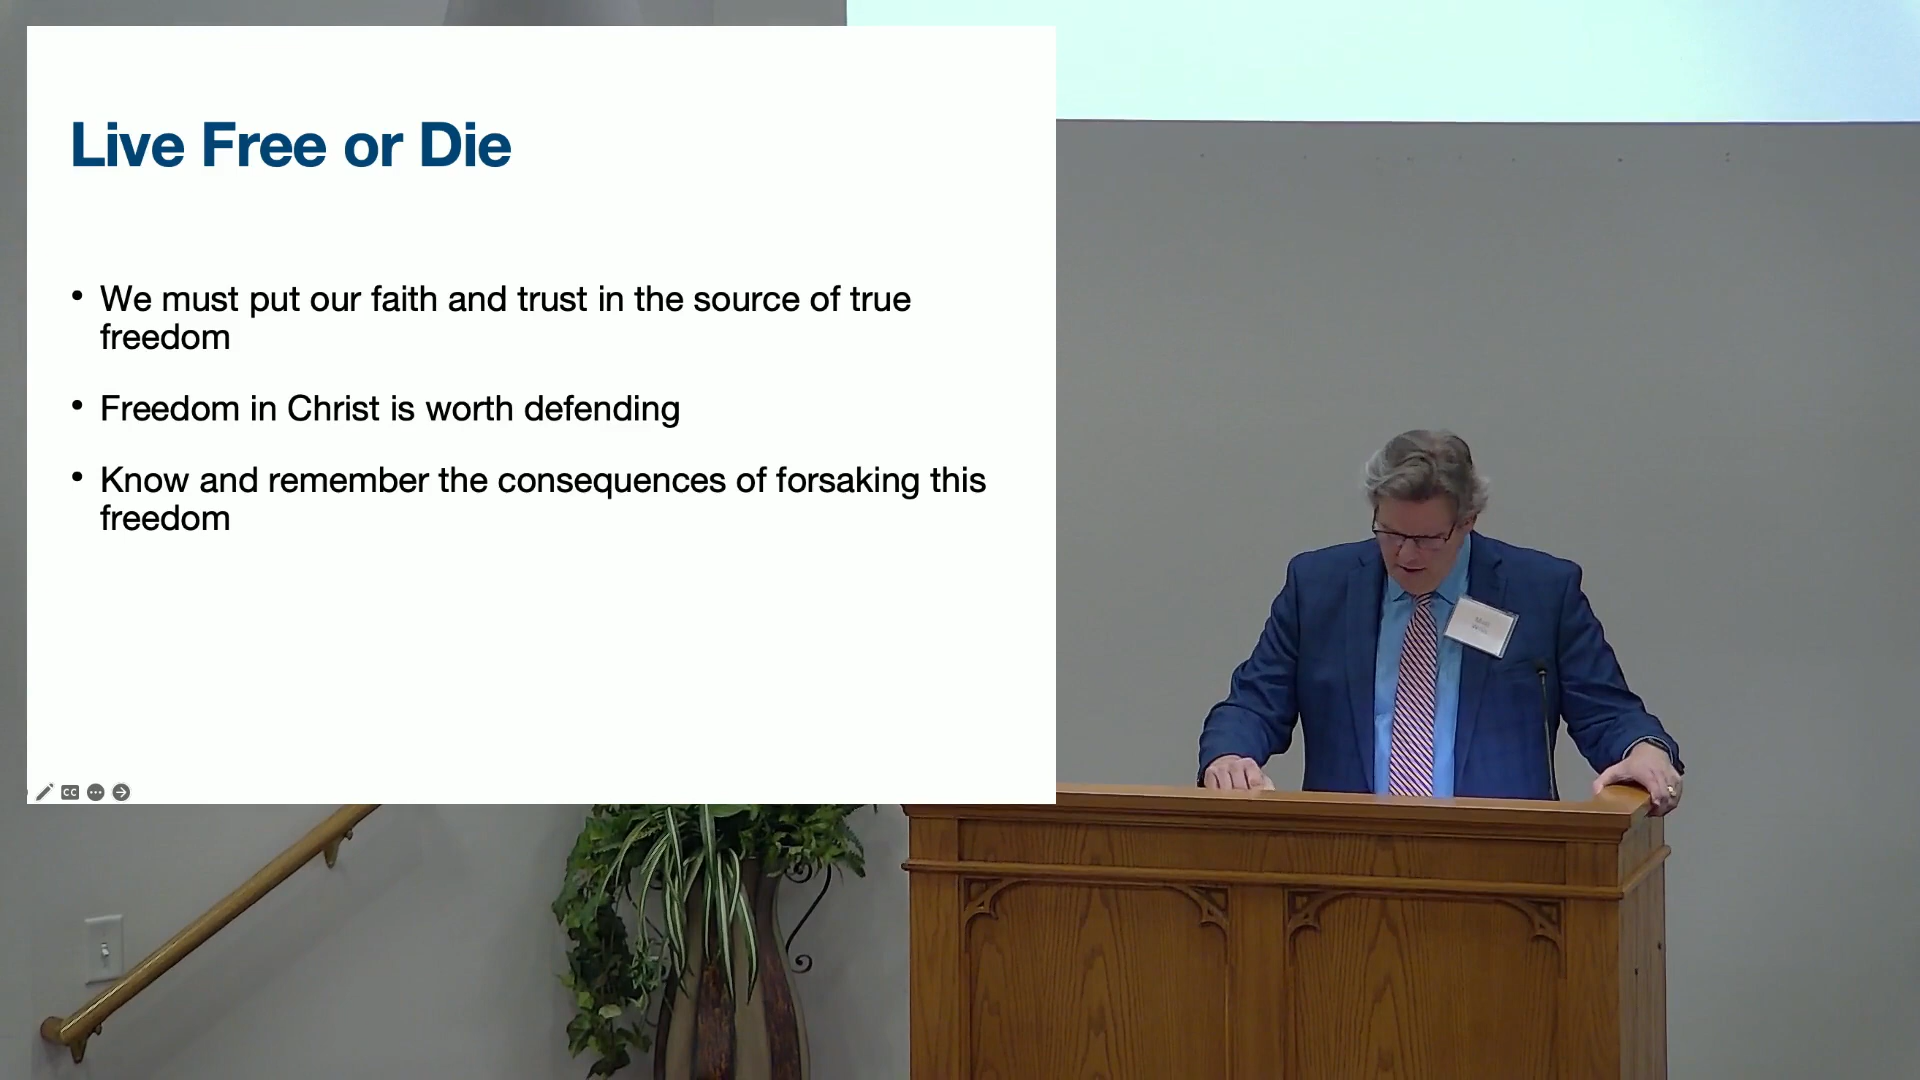 Live Free or Die
• We must put our faith and trust in the source of true
freedom
• Freedom in Christ is worth defending
• Know and remember the consequences of forsaking this
freedom
CC